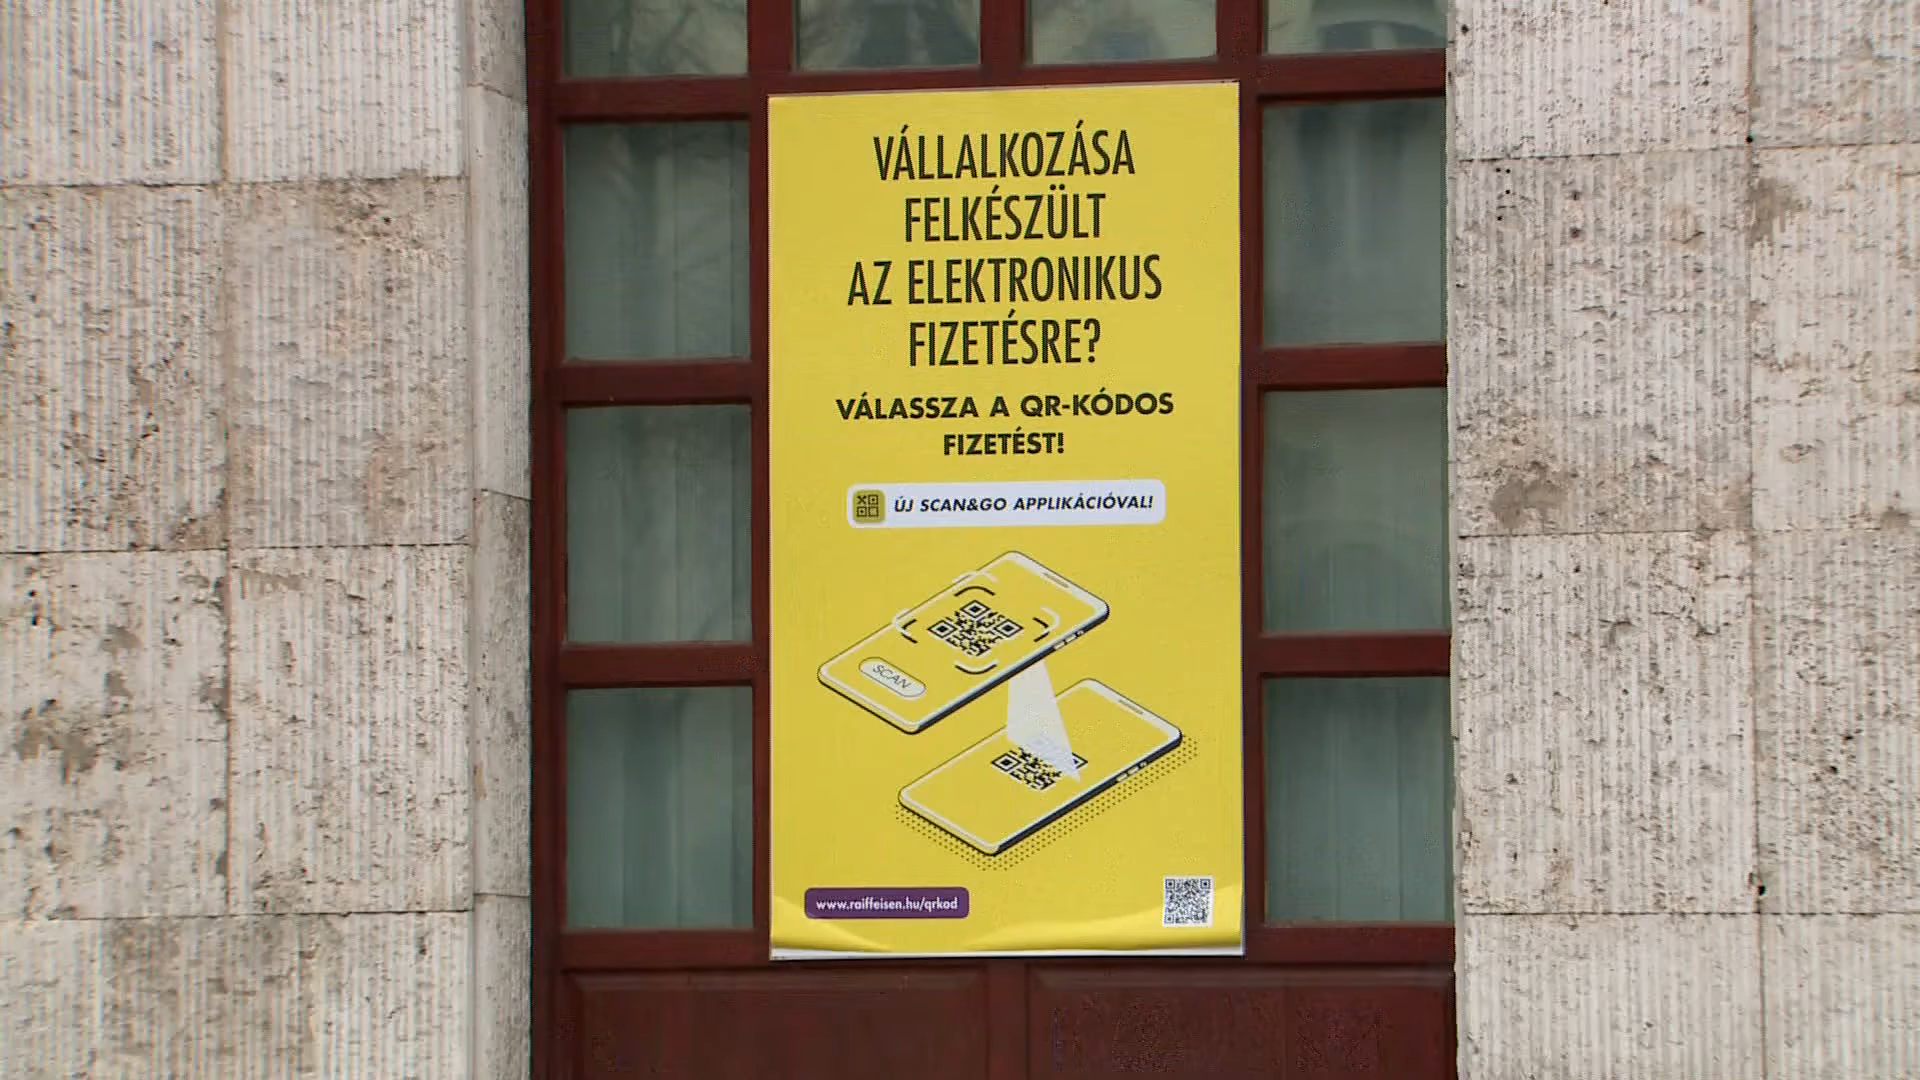 VÁLLALKOZÁSA
FELKÉSZÜLT
AZ ELEKTRONIKUS
FIZETÉSRE?
VÁLASSZA A QR-KÓDOS
FIZETÉST!
ÚJ SCAN&GO APPLIKÁCIÓVAL!
SCAN
www.raiffeisen.hu/qrkod